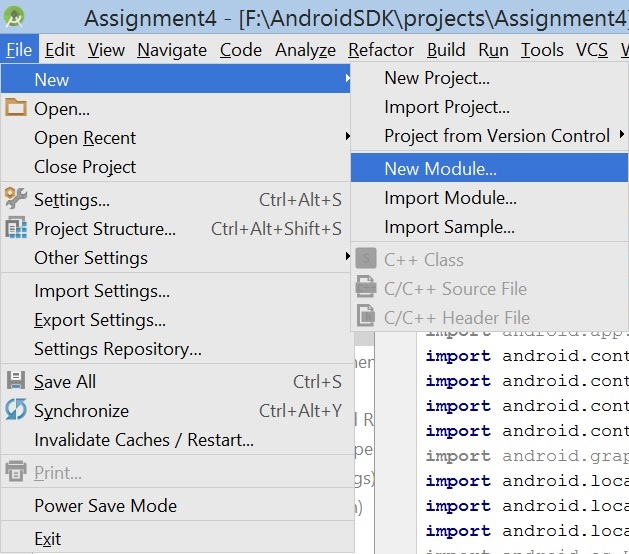 Assignment4 - [F:\AndroidSDK\projects\Assignment4]
File Edit View Navigate Code Analyze Refactor Build Run Tools VCS
New
Open...
Open Recent
Close Project
Settings... Ctrl+Alt+S
Project Structure... Ctrl+Alt+Shift+S
Other Settings
Import Settings...
Export Settings...
Settings Repository...
Save All Ctrl+S
Synchronize Ctrl+Alt+Y
Invalidate Caches / Restart...
Print...
Power Save Mode
Exit
New Project...
Import Project...
Project from Version Control
New Module...
Import Module...
Import Sample...
C++ Class
C/C++ Source File
C/C++ Header File
import android.app.
import android.cont
import android.cont
import android.cont
import android.cont
import android.grap
import android.loca
import android.loca
import android.loca